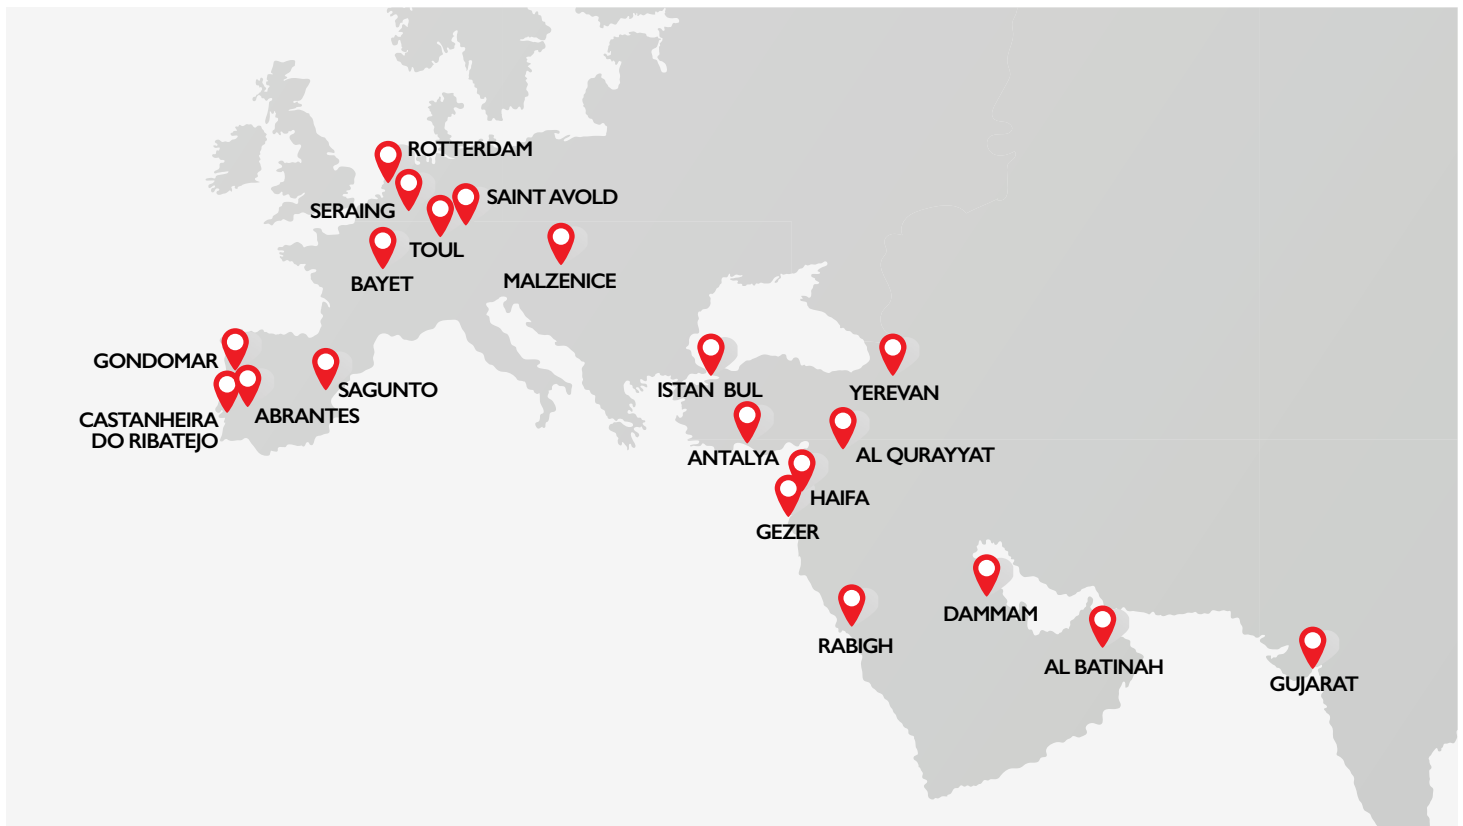 ROTTERDAM
SAINT AVOLD
SERAING
TOUL
BAYET
MALZENICE
GONDOMAR
SAGUNTO
ABRANTES
CASTANHEIRA
DO RIBATEJO
ISTAN BUL
YEREVAN
ANTALYA
AL QURAYYAT
HAIFA
GEZER
DAMMAM
RABIGH
AL BATINAH
GUJARAT